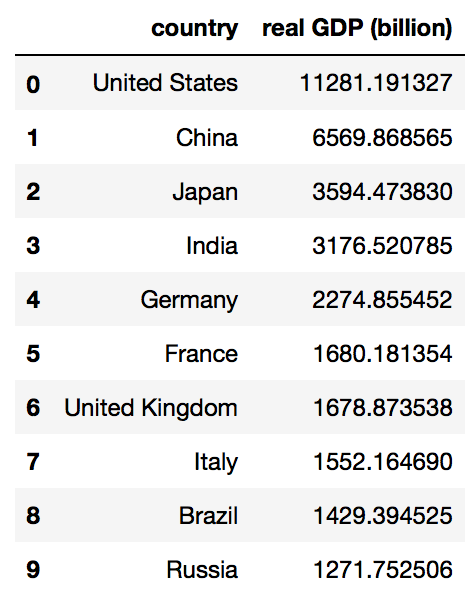 country real GDP (billion)
0 United States 11281.191327
1 China 6569.868565
2 Japan 3594.473830
3 India 3176.520785
4 Germany 2274.855452
5 France 1680.181354
6 United Kingdom 1678.873538
7 Italy 1552.164690
8 Brazil 1429.394525
9 Russia 1271.752506